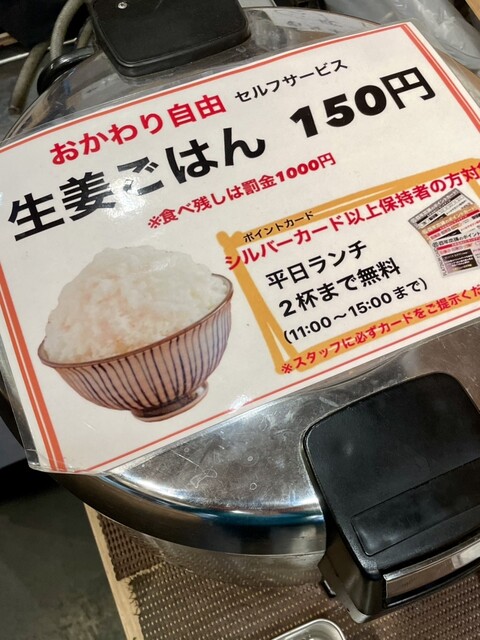 おかわり自由 セルフサービス
生姜ごはん 150円
※食べ残しは罰金1000円
ポイントカード
シルバーカード以上保持者の方対
平日ランチ
2杯まで無料
(11:00～15:00まで)
※スタッフに必ずカードをご提示くだ